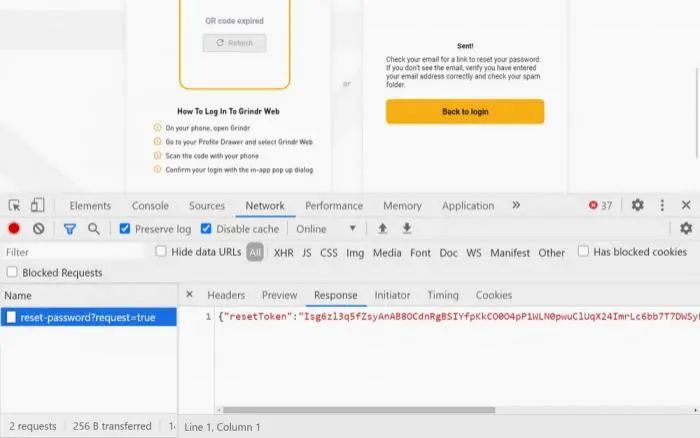 QR code expired
Refresh
How To Log In To Grindr Web
On your phone, open Grindr
Go to your Profile Drawer and select Grindr Web
Scan the code with your phone
Confirm your login with the in-app pop up dialog
or
Sent!
Check your email for a link to reset your password.
If you don't see the email, verify you have entered
your email address correctly and check your spam
folder.
Back to login
Elements Console Sources Network Performance Memory Application » 37
Preserve log Disable cache Online
Filter Hide data URLs All XHR JS CSS Img Media Font Doc WS Manifest Other Has blocked cookies
Blocked Requests
Name × Headers Preview Response Initiator Timing Cookies
reset-password?request=true
1 {"resetToken":"Isg6zl3q5fZsyAnAB8OCdnRgBSIYfpKkCO0O4pP1WLN0pwuClUqX24ImrLc6bb7T7DWSy
2 requests 256 B transferred 1 Line 1, Column 1